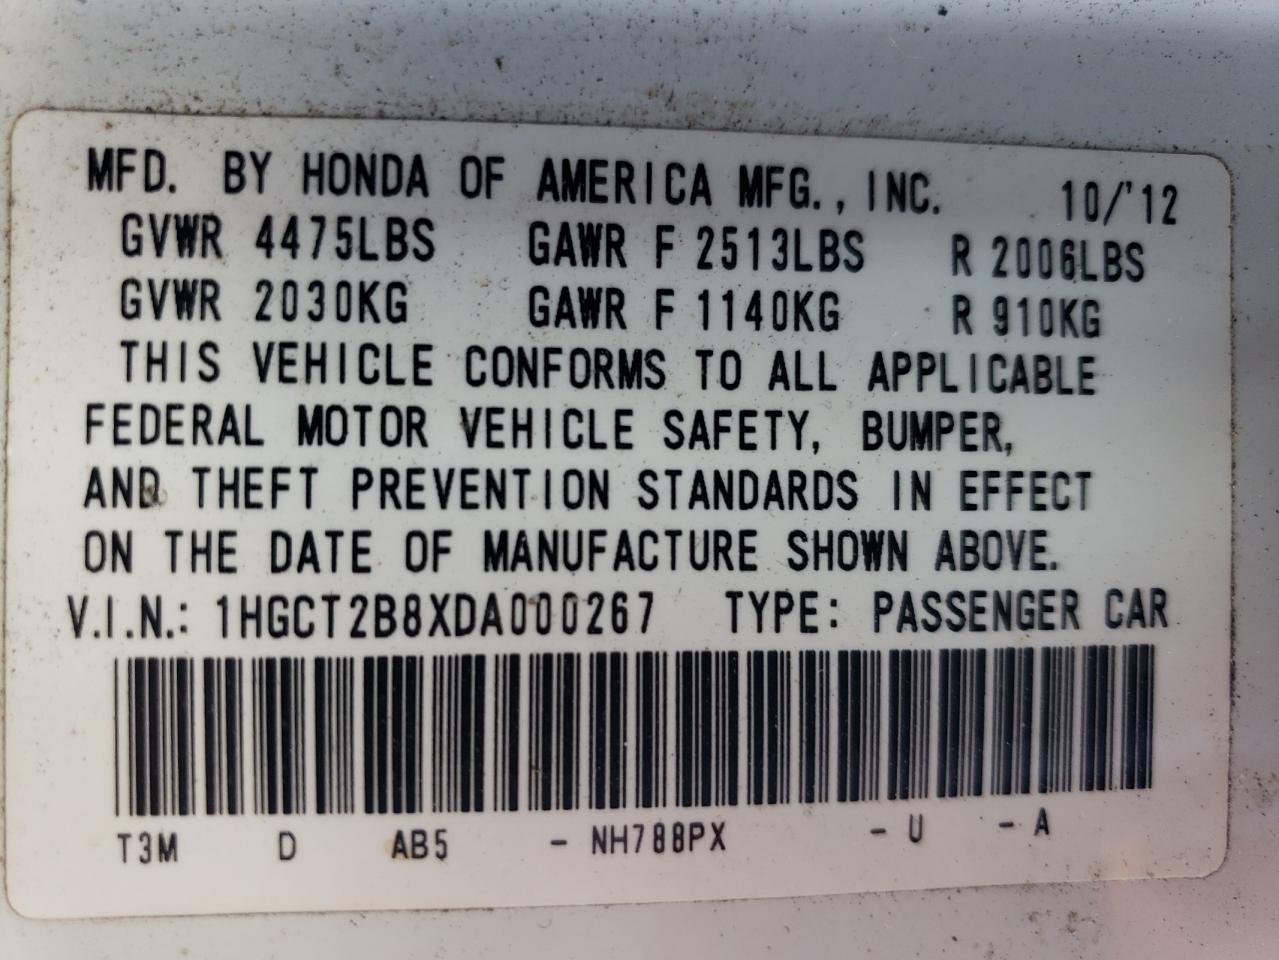 MFD. BY HONDA OF AMERICA MFG., INC. 10/'12
GVWR 4475LBS GAWR F 2513LBS R 2006LBS
GVWR 2030KG GAWR F 1140KG R 910KG
THIS VEHICLE CONFORMS TO ALL APPLICABLE
FEDERAL MOTOR VEHICLE SAFETY, BUMPER,
AND THEFT PREVENTION STANDARDS IN EFFECT
ON THE DATE OF MANUFACTURE SHOWN ABOVE.
V.I.N.: 1HGCT2B8XDA000267 TYPE: PASSENGER CAR
T3M D AB5 - NH788PX - U - A